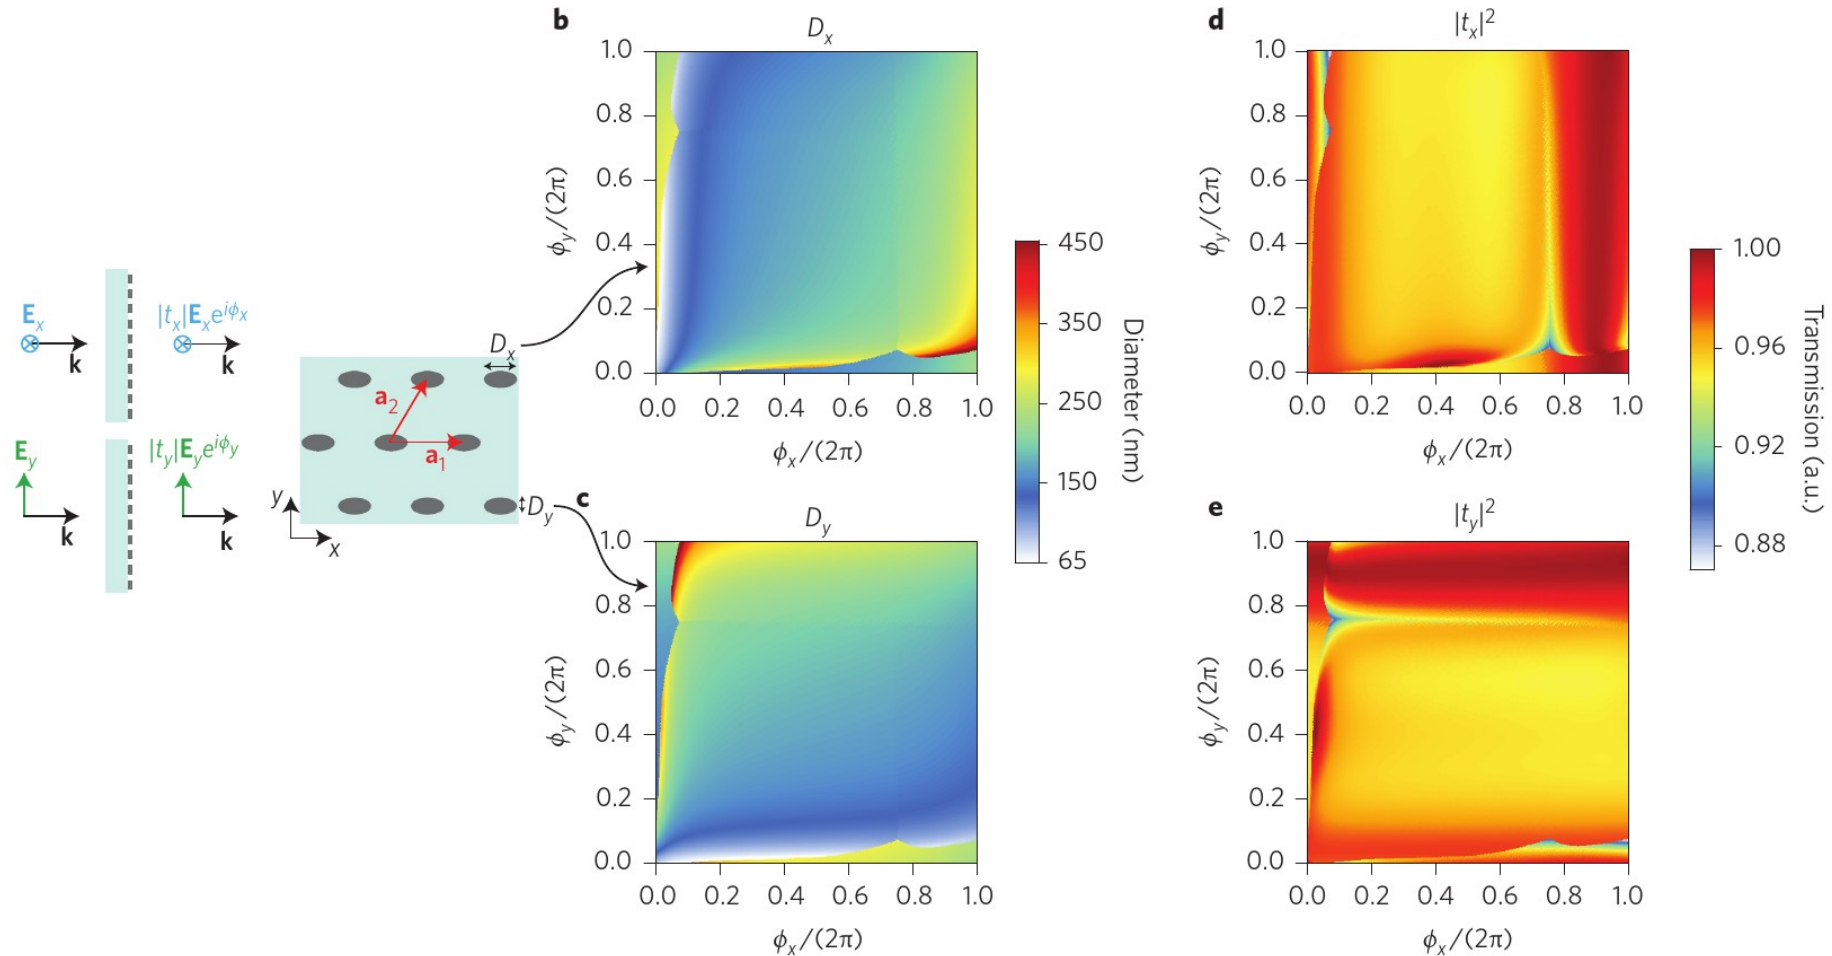 E_x
k
|t_x|E_x e^{iϕ_x}
k
E_y
k
|t_y|E_y e^{iϕ_y}
k
D_x
a_2
a_1
D_y
y
x
b
D_x
1.0
0.8
0.6
0.4
0.2
0.0
ϕ_y/(2π)
0.0 0.2 0.4 0.6 0.8 1.0
ϕ_x/(2π)
c
D_y
1.0
0.8
0.6
0.4
0.2
0.0
ϕ_y/(2π)
0.0 0.2 0.4 0.6 0.8 1.0
ϕ_x/(2π)
450
350
250
150
65
Diameter (nm)
d
|t_x|²
1.0
0.8
0.6
0.4
0.2
0.0
ϕ_y/(2π)
0.0 0.2 0.4 0.6 0.8 1.0
ϕ_x/(2π)
e
|t_y|²
1.0
0.8
0.6
0.4
0.2
0.0
ϕ_y/(2π)
0.0 0.2 0.4 0.6 0.8 1.0
ϕ_x/(2π)
1.00
0.96
0.92
0.88
Transmission (a.u.)